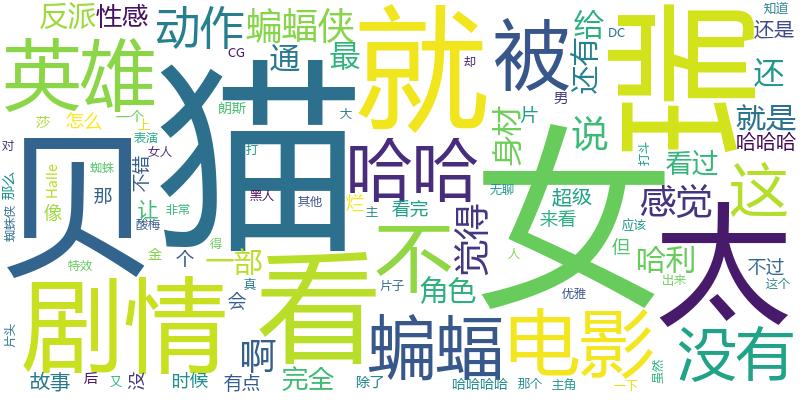 反派 性感 动作 蝙蝠侠 就 被 给 韭 知道
CG 通 最 还有 DC 还是
英雄 猫 朗斯 却 男 还
莎 怎么 一个 上 大 就是
贝 表演 打 哈哈 身材 片 说 打斗 哈哈哈
对 蜘蛛 女人 女 看过
那么 Halle 那 不错 黑人 其他 烂 无聊 超级 感觉 这
蜘蛛侠 像 让 非常 主 看完 来看
酸梅 不 觉得 但 应该
特效 金 个 得 一部 看 人 哈利 太 不过
剧情 真 片子 角色 优雅 出来 这个
片头 会 啊 蝙蝠 电影 没有
故事 后 又 没 时候 有点 完全 除了 哈哈哈哈 那个 主角 一下 虽然